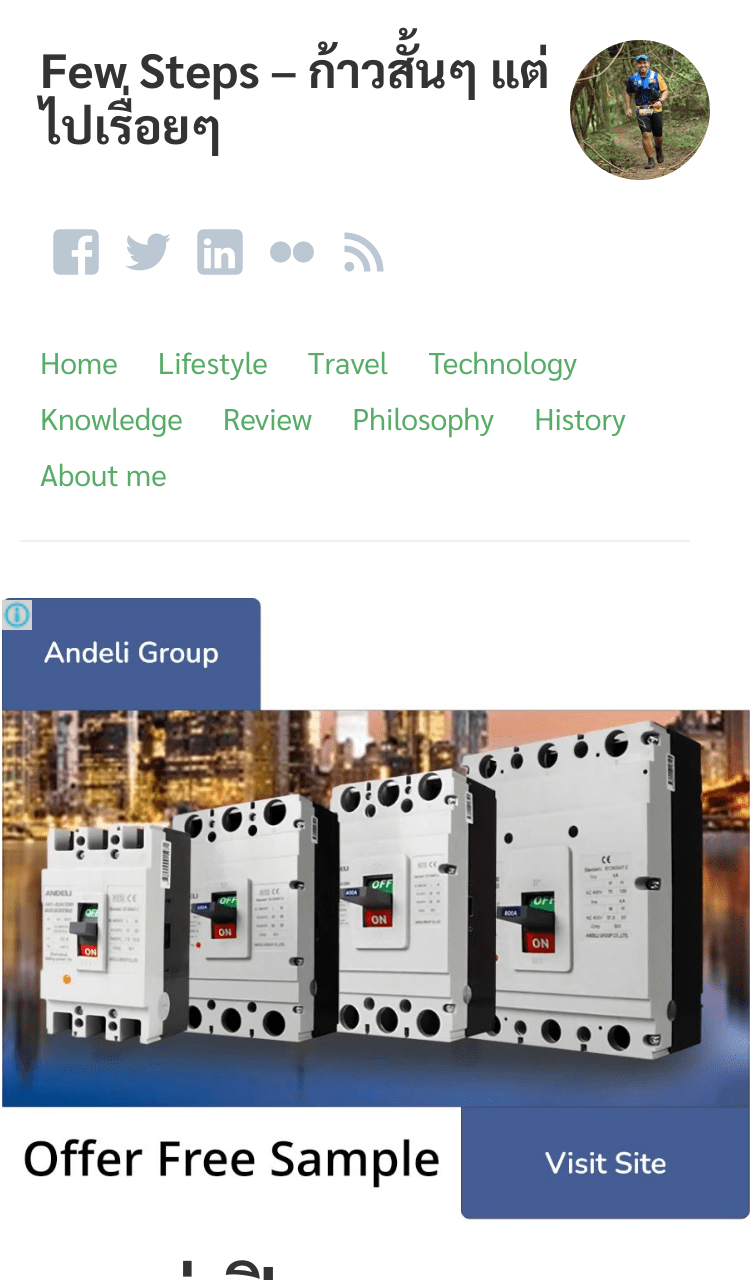 Few Steps – ก้าวสั้นๆ แต่
ไปเรื่อยๆ
Home Lifestyle Travel Technology
Knowledge Review Philosophy History
About me
Andeli Group
ANDELI
OFF
ON
OFF
ON
OFF
ON
OFF
ON
Offer Free Sample
Visit Site